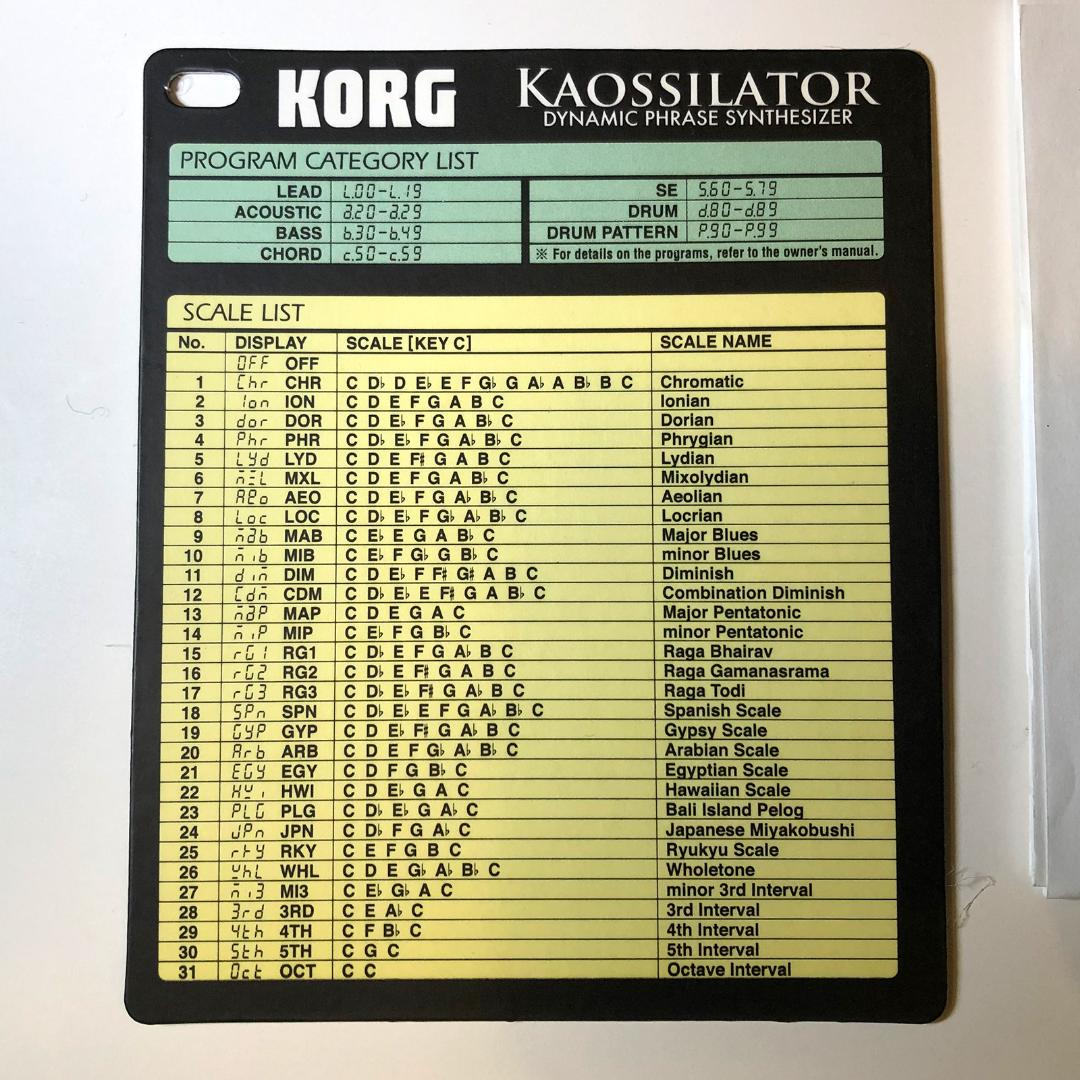 KORG KAOSSILATOR
DYNAMIC PHRASE SYNTHESIZER
PROGRAM CATEGORY LIST
LEAD L.00-L.19 SE S.60-S.79
ACOUSTIC a.20-a.29 DRUM d.80-d.89
BASS b.30-b.49 DRUM PATTERN P.90-P.99
CHORD c.50-c.59 ※ For details on the programs, refer to the owner's manual.
SCALE LIST
No. DISPLAY SCALE [KEY C] SCALE NAME
OFF OFF
1 Chr CHR C D♭ D E♭ E F G♭ G A♭ A B♭ B C Chromatic
2 Ion ION C D E F G A B C Ionian
3 dor DOR C D E♭ F G A B♭ C Dorian
4 Phr PHR C D♭ E♭ F G A♭ B♭ C Phrygian
5 LYd LYD C D E F♯ G A B C Lydian
6 MXL C D E F G A B♭ C Mixolydian
7 AEo AEO C D E♭ F G A♭ B♭ C Aeolian
8 Loc LOC C D♭ E♭ F G♭ A♭ B♭ C Locrian
9 mab MAB C E♭ E G A B♭ C Major Blues
10 mib MIB C E♭ F G♭ G B♭ C minor Blues
11 dim DIM C D E♭ F F♯ G♯ A B C Diminish
12 Cdm CDM C D♭ E♭ E F♯ G A B♭ C Combination Diminish
13 maP MAP C D E G A C Major Pentatonic
14 miP MIP C E♭ F G B♭ C minor Pentatonic
15 rG1 RG1 C D♭ E F G A♭ B C Raga Bhairav
16 rG2 RG2 C D♭ E F♯ G A B C Raga Gamanasrama
17 rG3 RG3 C D♭ E♭ F♯ G A♭ B C Raga Todi
18 SPn SPN C D♭ E♭ E F G A♭ B♭ C Spanish Scale
19 GYP GYP C D E♭ F♯ G A♭ B C Gypsy Scale
20 Arb ARB C D E F G♭ A♭ B♭ C Arabian Scale
21 EGY EGY C D F G B♭ C Egyptian Scale
22 HWI C D E♭ G A C Hawaiian Scale
23 PLG PLG C D♭ E♭ G A♭ C Bali Island Pelog
24 JPn JPN C D♭ F G A♭ C Japanese Miyakobushi
25 rkY RKY C E F G B C Ryukyu Scale
26 WHL C D E G♭ A♭ B♭ C Wholetone
27 mi3 MI3 C E♭ G♭ A C minor 3rd Interval
28 3rd 3RD C E A♭ C 3rd Interval
29 4th 4TH C F B♭ C 4th Interval
30 5th 5TH C G C 5th Interval
31 Oct OCT C C Octave Interval